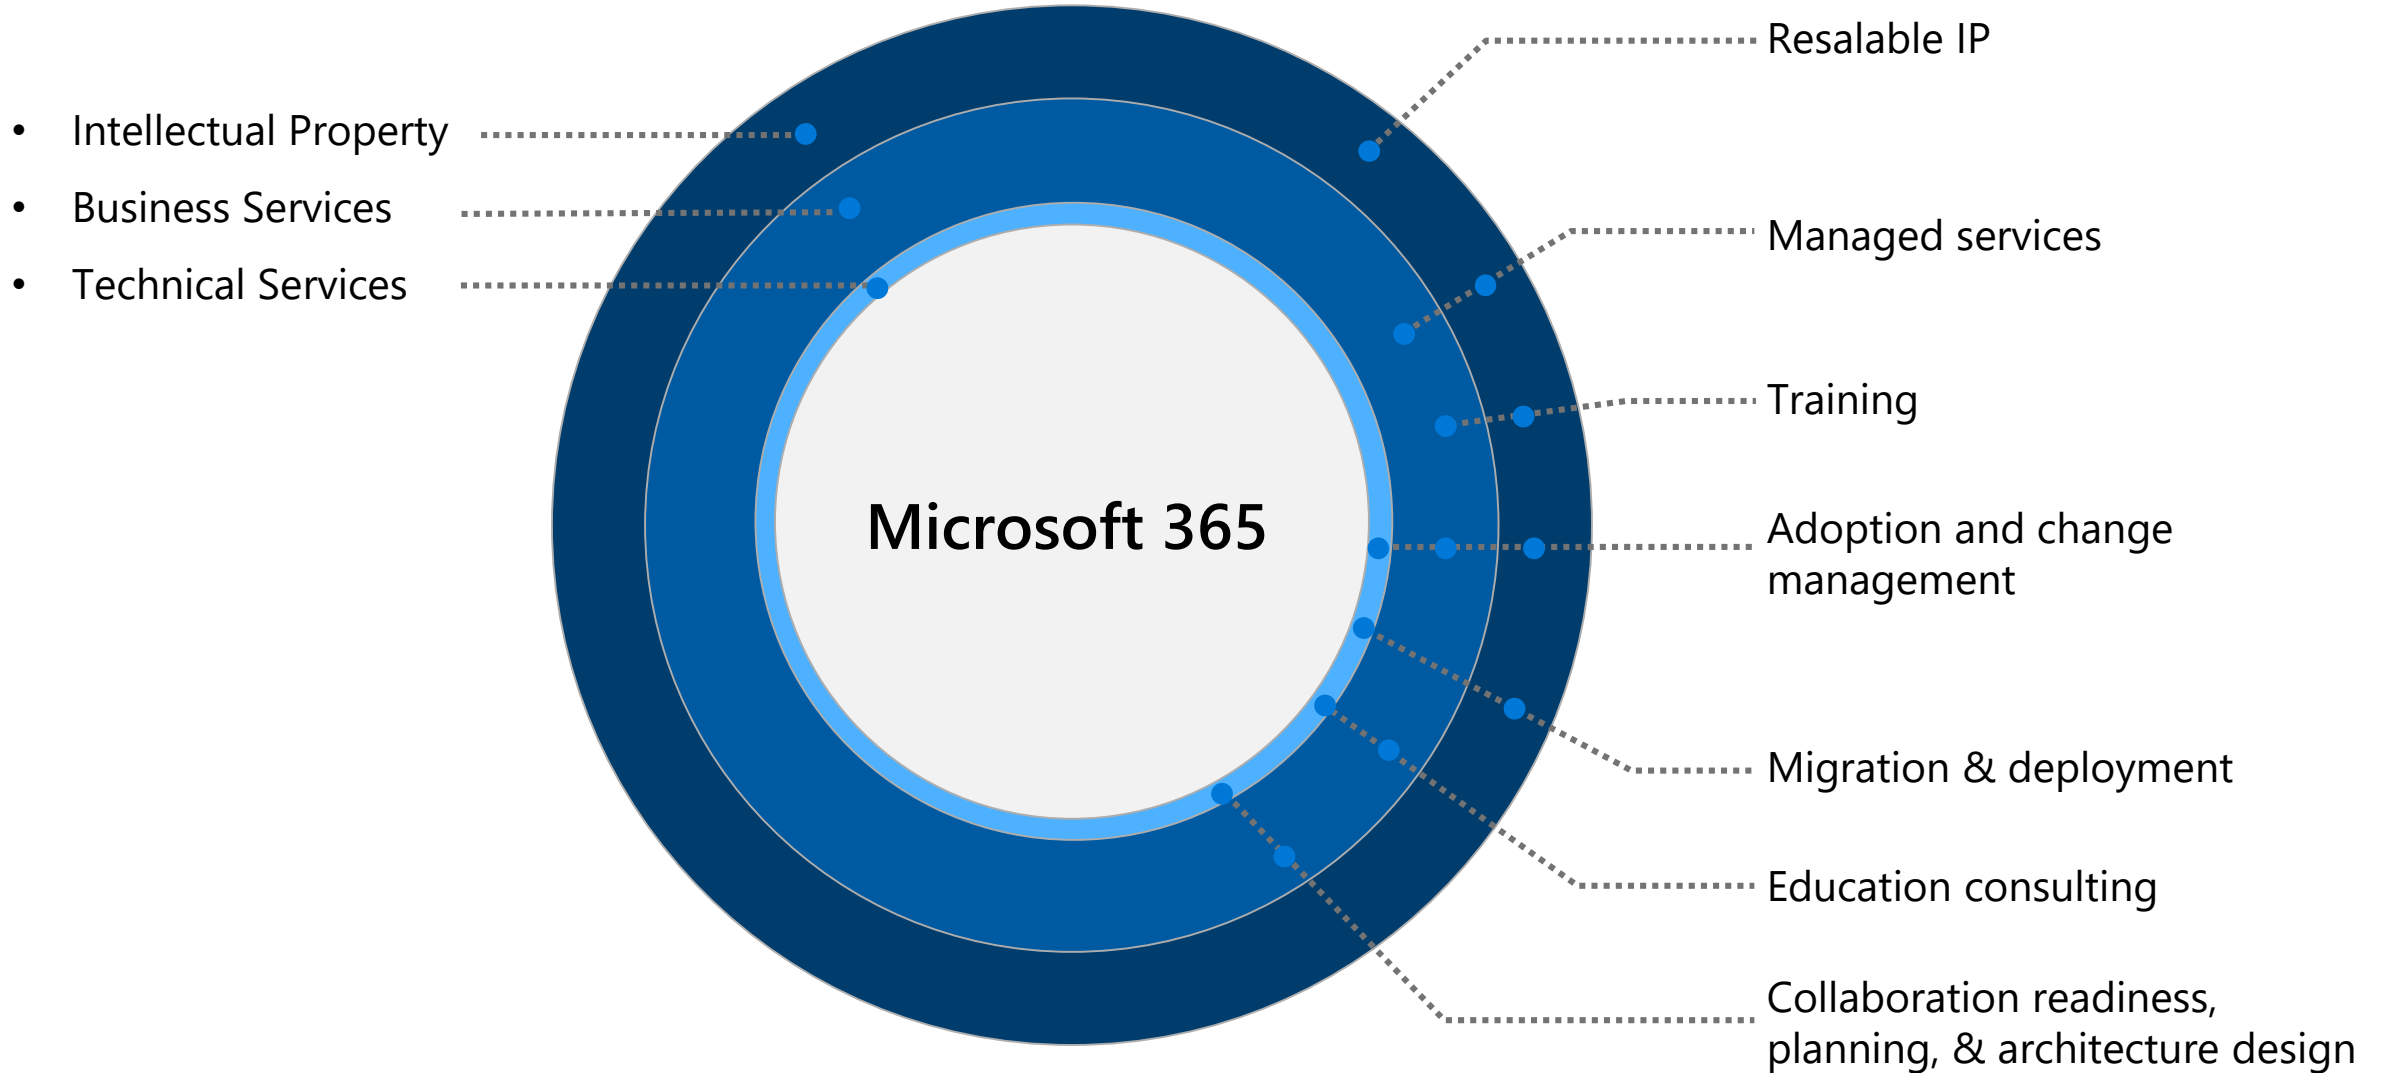 • Intellectual Property
• Business Services
• Technical Services
Microsoft 365
Resalable IP
Managed services
Training
Adoption and change
management
Migration & deployment
Education consulting
Collaboration readiness,
planning, & architecture design